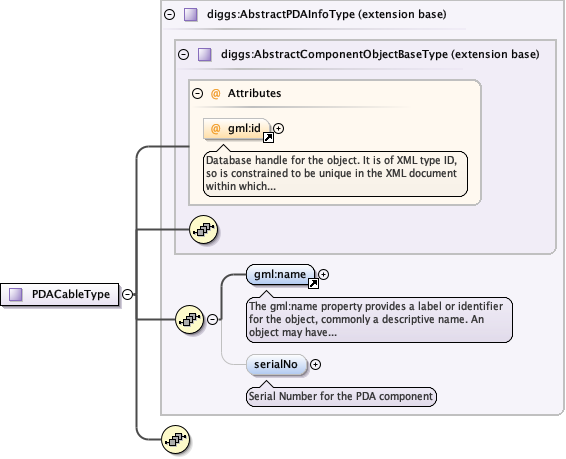 diggs:AbstractPDAInfoType (extension base)
diggs:AbstractComponentObjectBaseType (extension base)
@ Attributes
@ gml:id
Database handle for the object. It is of XML type ID,
so is constrained to be unique in the XML document
within which...
PDACableType
gml:name
The gml:name property provides a label or identifier
for the object, commonly a descriptive name. An
object may have...
serialNo
Serial Number for the PDA component